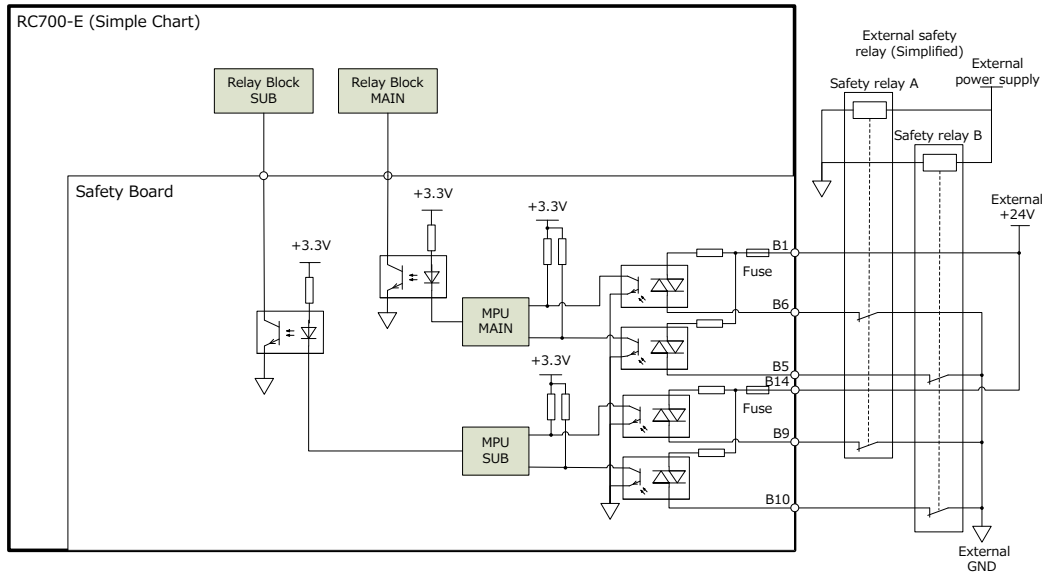 RC700-E (Simple Chart)
External safety
relay (Simplified)
External
power supply
Relay Block
SUB
Relay Block
MAIN
Safety relay A
Safety relay B
Safety Board
+3.3V
+3.3V
+3.3V
External
+24V
B1
Fuse
B6
MPU
MAIN
+3.3V
B5
B14
Fuse
MPU
SUB
B9
B10
External
GND